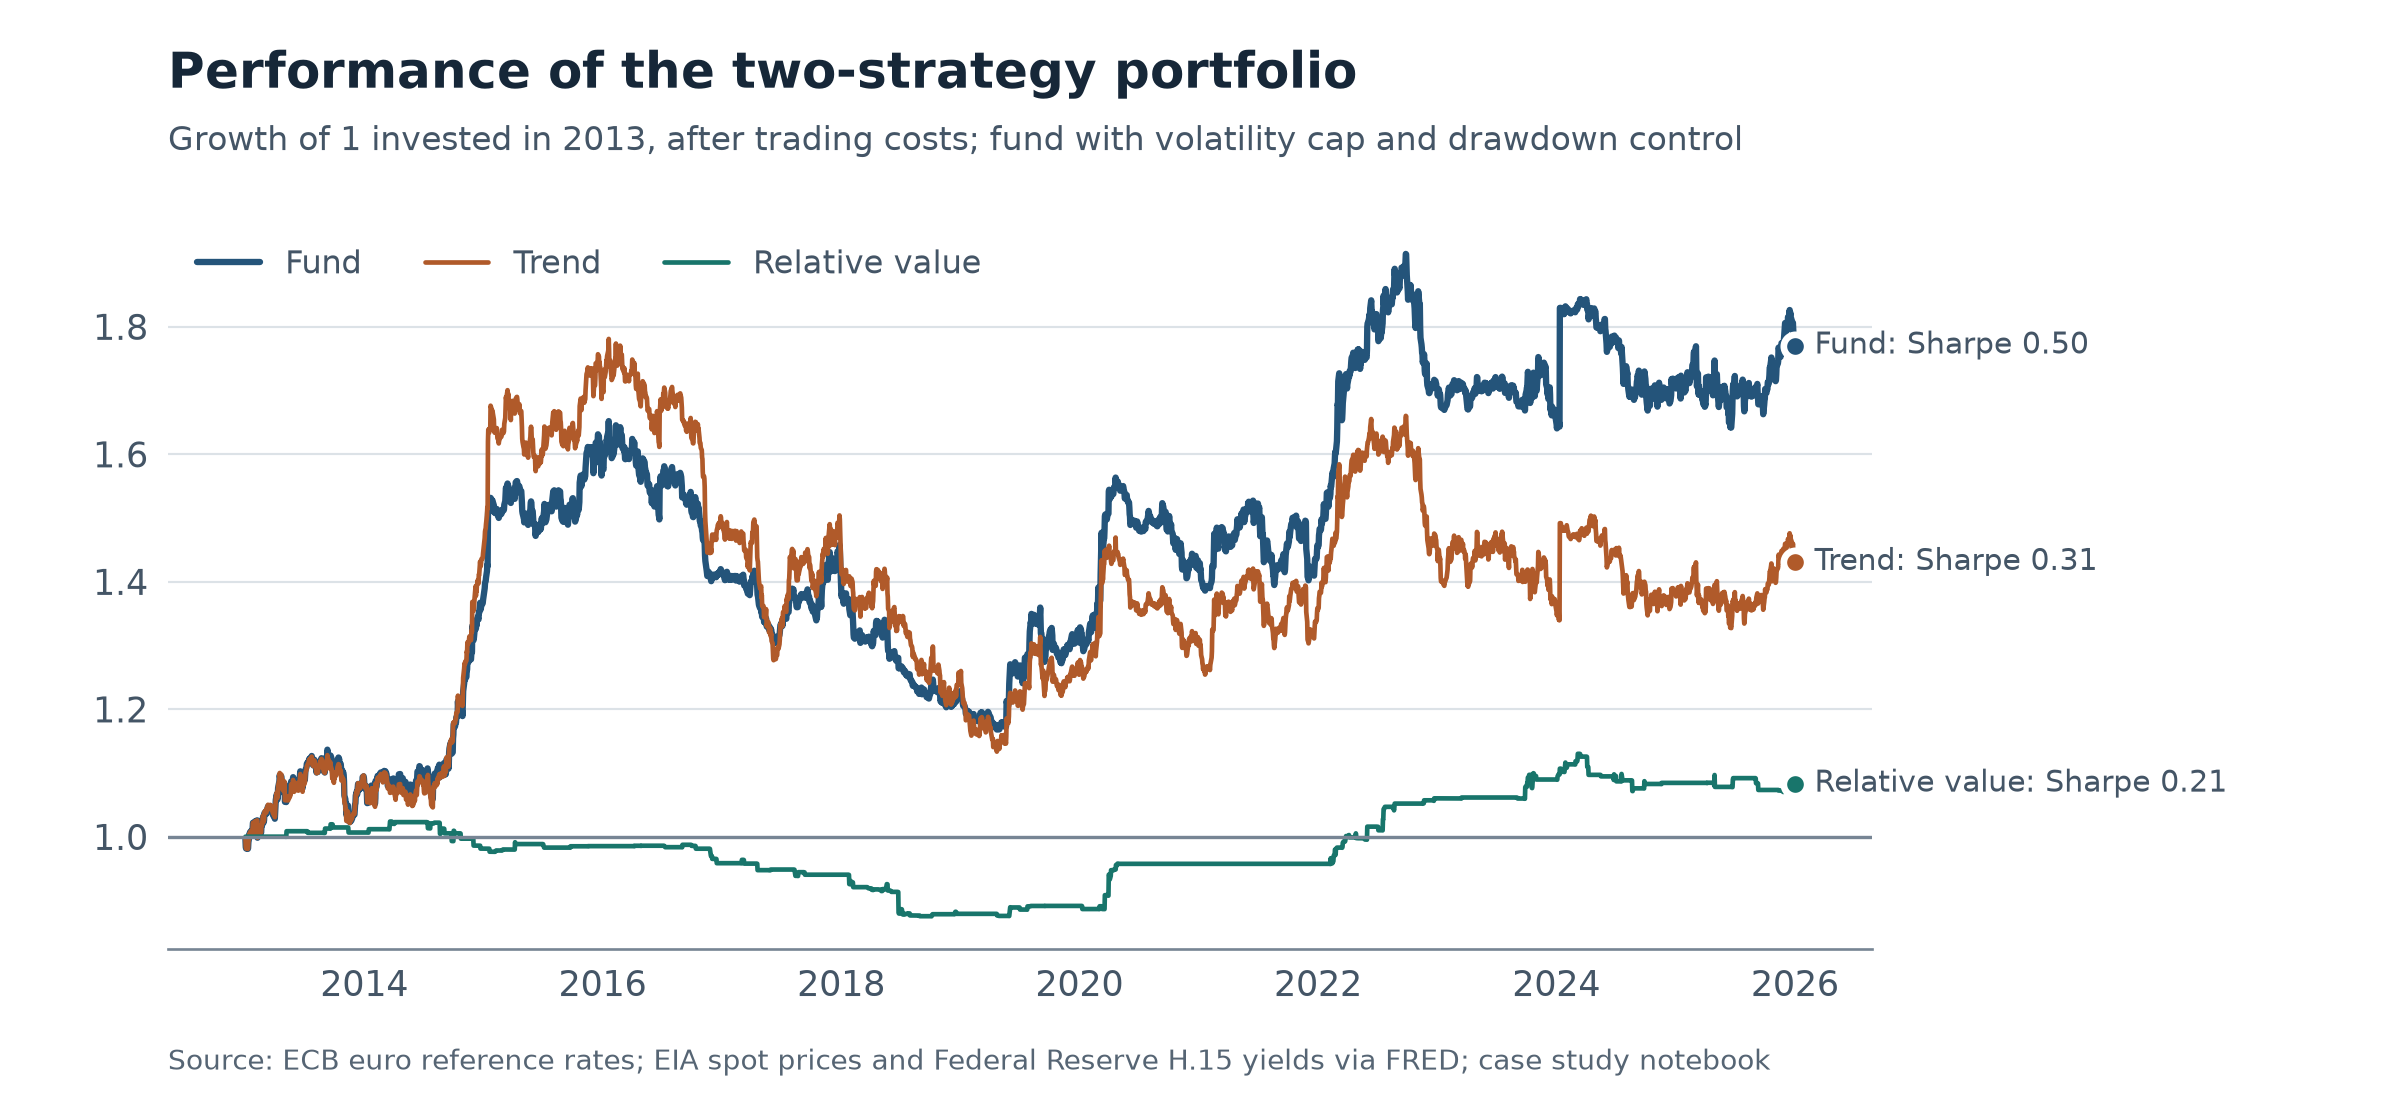 Performance of the two-strategy portfolio
Growth of 1 invested in 2013, after trading costs; fund with volatility cap and drawdown control
Fund Trend Relative value
1.8
1.6
1.4
1.2
1.0
Fund: Sharpe 0.50
Trend: Sharpe 0.31
Relative value: Sharpe 0.21
2014 2016 2018 2020 2022 2024 2026
Source: ECB euro reference rates; EIA spot prices and Federal Reserve H.15 yields via FRED; case study notebook